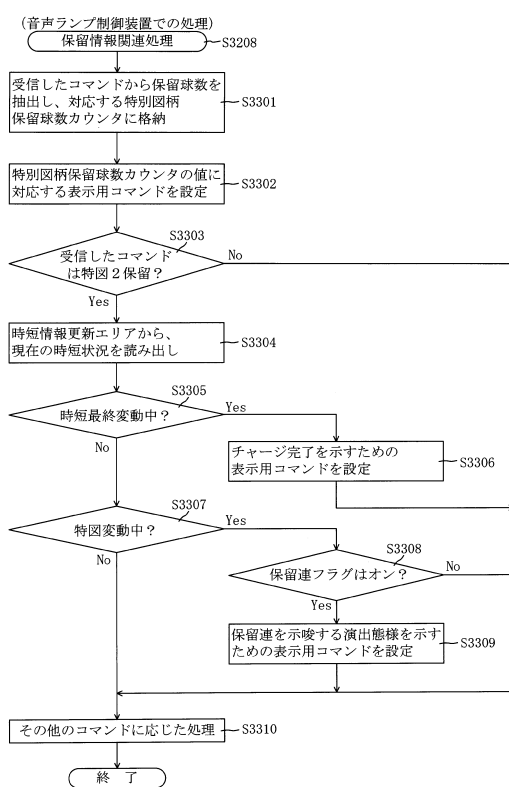 (音声ランプ制御装置での処理)
保留情報関連処理
S3208
受信したコマンドから保留球数を
抽出し、対応する特別図柄
保留球数カウンタに格納
S3301
特別図柄保留球数カウンタの値に
対応する表示用コマンドを設定
S3302
S3303
受信したコマンド
は特図2保留?
No
Yes
時短情報更新エリアから、
現在の時短状況を読み出し
S3304
S3305
時短最終変動中?
Yes
No
チャージ完了を示すための
表示用コマンドを設定
S3306
S3307
特図変動中?
Yes
No
S3308
保留連フラグはオン?
No
Yes
保留連を示唆する演出態様を示す
ための表示用コマンドを設定
S3309
その他のコマンドに応じた処理
S3310
終 了